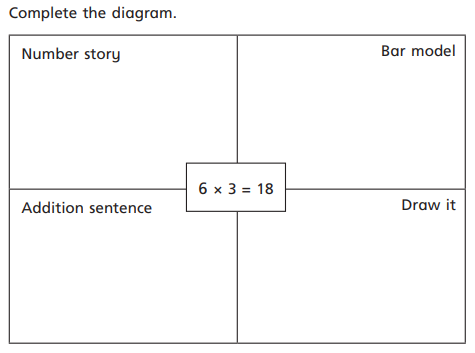 Complete the diagram.
Number story
Bar model
6 × 3 = 18
Addition sentence
Draw it